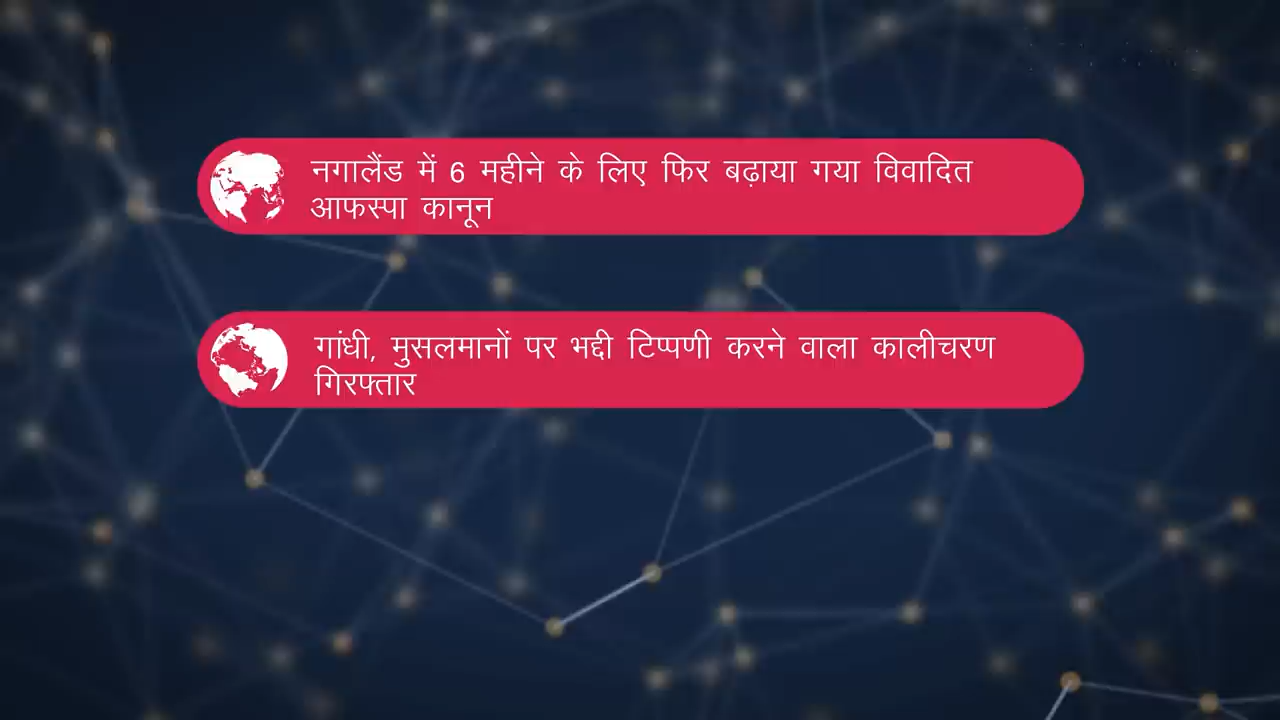 नगालैंड में 6 महीने के लिए फिर बढ़ाया गया विवादित
आफस्पा कानून
गांधी, मुसलमानों पर भद्दी टिप्पणी करने वाला कालीचरण
गिरफ्तार